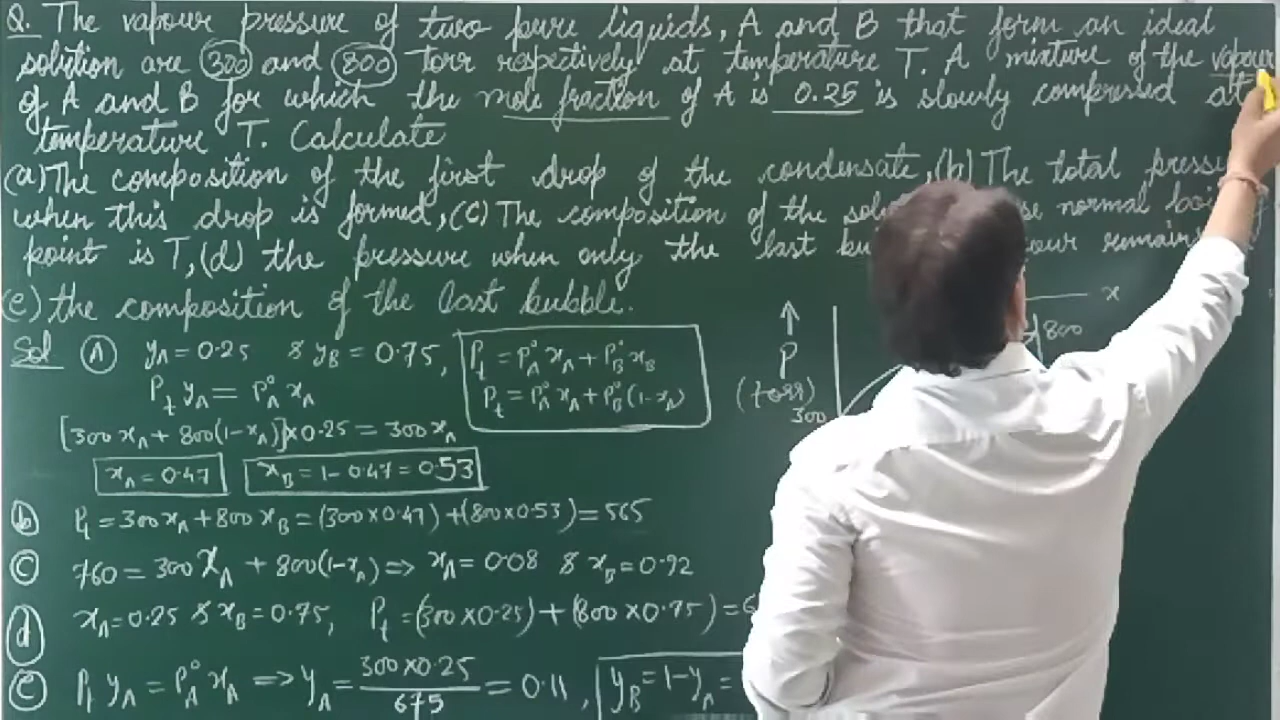 Q. The vapour pressure of two pure liquids, A and B that form an ideal
solution are 300 and 800 torr respectively at temperature T. A mixture of the vapour
of A and B for which the mole fraction of A is 0.25 is slowly compressed at
temperature T. Calculate
(a) The composition of the first drop of the condensate, (b) The total pressu
when this drop is formed, (C) The composition of the normal boi
point is T, (d) the pressure when only the last remains
(e) the composition of the last bubble.
Sol (A) yA = 0.25 & yB = 0.75, Pt = P°A xA + P°B xB
Pt yA = P°A xA Pt = P°A xA + P°B (1-xA)
[300 xA + 800(1-xA)] × 0.25 = 300 xA
xA = 0.47 xB = 1 - 0.47 = 0.53
(b) Pt = 300 xA + 800 xB = (300×0.47) + (800×0.53) = 565
(C) 760 = 300 xA + 800(1-xA) ⇒ xA = 0.08 & xB = 0.92
(d) xA = 0.25 & xB = 0.75, Pt = (300×0.25) + (800×0.75) = 6
(e) Pt yA = P°A xA ⇒ yA = 300×0.25 / 675 = 0.11, yB = 1 - yA =
x
↑
P
(torr)
300
800